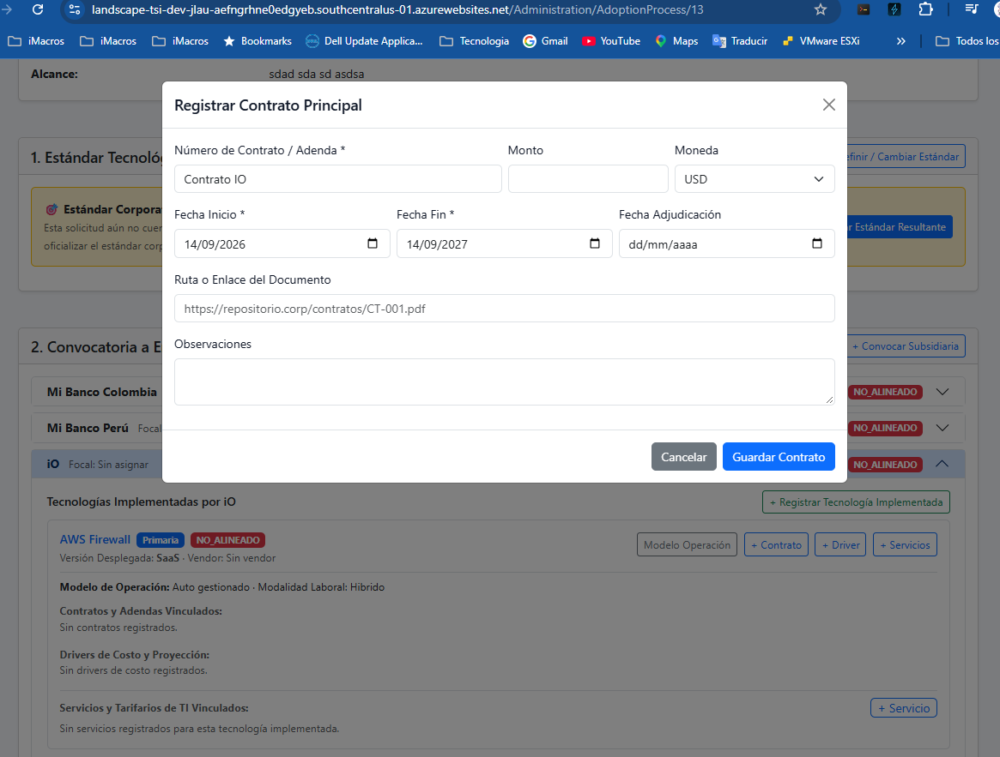 landscape-tsi-dev-jlau-aefngrhne0edgyeb.southcentralus-01.azurewebsites.net/Administration/AdoptionProcess/13
iMacros iMacros iMacros Bookmarks Dell Update Applica... Tecnologia Gmail YouTube Maps Traducir VMware ESXi » Todos los
Alcance: sdad sda sd asdsa
Registrar Contrato Principal
Número de Contrato / Adenda * Monto Moneda
Contrato IO USD
Fecha Inicio * Fecha Fin * Fecha Adjudicación
14/09/2026 14/09/2027 dd/mm/aaaa
Ruta o Enlace del Documento
https://repositorio.corp/contratos/CT-001.pdf
Observaciones
Cancelar Guardar Contrato
1. Estándar Tecnoló
efinir / Cambiar Estándar
Estándar Corpora
Esta solicitud aún no cuen
oficializar el estándar corp
r Estándar Resultante
2. Convocatoria a E
+ Convocar Subsidiaria
Mi Banco Colombia NO_ALINEADO
Mi Banco Perú Focal NO_ALINEADO
iO Focal: Sin asignar NO_ALINEADO
Tecnologías Implementadas por iO + Registrar Tecnología Implementada
AWS Firewall Primaria NO_ALINEADO Modelo Operación + Contrato + Driver + Servicios
Versión Desplegada: SaaS · Vendor: Sin vendor
Modelo de Operación: Auto gestionado · Modalidad Laboral: Hibrido
Contratos y Adendas Vinculados:
Sin contratos registrados.
Drivers de Costo y Proyección:
Sin drivers de costo registrados.
Servicios y Tarifarios de TI Vinculados: + Servicio
Sin servicios registrados para esta tecnología implementada.